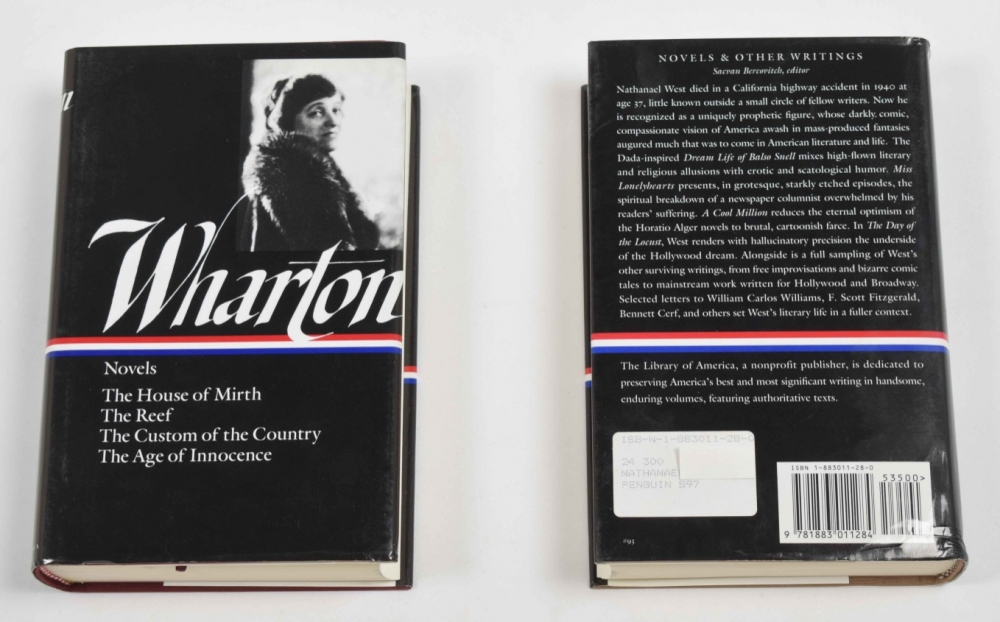 n
Wharton
Novels
The House of Mirth
The Reef
The Custom of the Country
The Age of Innocence
NOVELS & OTHER WRITINGS
Sacvan Bercovitch, editor
Nathanael West died in a California highway accident in 1940 at
age 37, little known outside a small circle of fellow writers. Now he
is recognized as a uniquely prophetic figure, whose darkly comic,
compassionate vision of America awash in mass-produced fantasies
augured much that was to come in American literature and life. The
Dada-inspired Dream Life of Balso Snell mixes high-flown literary
and religious allusions with erotic and scatological humor. Miss
Lonelyhearts presents, in grotesque, starkly etched episodes, the
spiritual breakdown of a newspaper columnist overwhelmed by his
readers' suffering. A Cool Million reduces the eternal optimism of
the Horatio Alger novels to brutal, cartoonish farce. In The Day of
the Locust, West renders with hallucinatory precision the underside
of the Hollywood dream. Alongside is a full sampling of West's
other surviving writings, from free improvisations and bizarre comic
tales to mainstream work written for Hollywood and Broadway.
Selected letters to William Carlos Williams, F. Scott Fitzgerald,
Bennett Cerf, and others set West's literary life in a fuller context.
The Library of America, a nonprofit publisher, is dedicated to
preserving America's best and most significant writing in handsome,
enduring volumes, featuring authoritative texts.
ISB-W-1-883011-28-0
24 300
NATHANAE
PENGUIN S97
ISBN 1-883011-28-0
53500>
9 781883 011284
#93